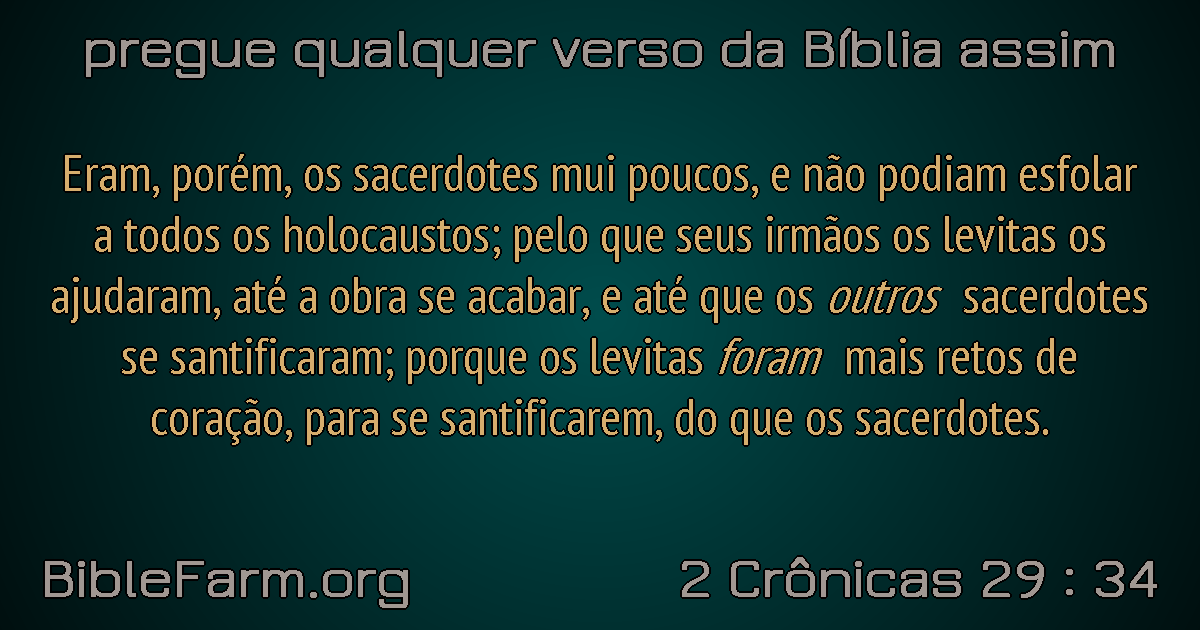 pregue qualquer verso da Bíblia assim
Eram, porém, os sacerdotes mui poucos, e não podiam esfolar
a todos os holocaustos; pelo que seus irmãos os levitas os
ajudaram, até a obra se acabar, e até que os outros sacerdotes
se santificaram; porque os levitas foram mais retos de
coração, para se santificarem, do que os sacerdotes.
BibleFarm.org 2 Crônicas 29 : 34